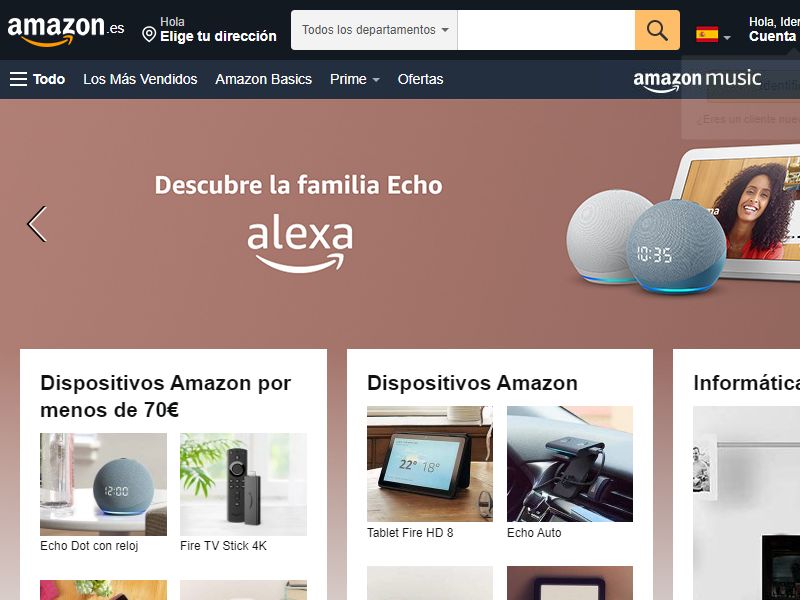 amazon.es
Hola
Elige tu dirección
Todos los departamentos
Hola, Iden
Cuenta
Todo
Los Más Vendidos
Amazon Basics
Prime
Ofertas
amazon music
Identifi
¿Eres un cliente nuev
Descubre la familia Echo
alexa
10:35
Dispositivos Amazon por
menos de 70€
12:00
Echo Dot con reloj
Fire TV Stick 4K
Dispositivos Amazon
22° 18°
Tablet Fire HD 8
Echo Auto
Informática